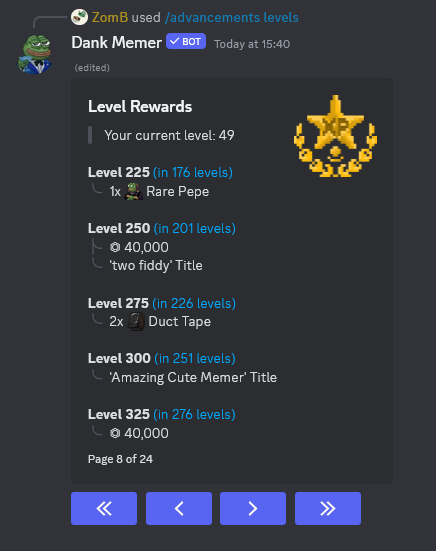 ZomB used /advancements levels
Dank Memer BOT Today at 15:40
(edited)
Level Rewards
Your current level: 49
XP
Level 225 (in 176 levels)
1x Rare Pepe
Level 250 (in 201 levels)
40,000
'two fiddy' Title
Level 275 (in 226 levels)
2x Duct Tape
Level 300 (in 251 levels)
'Amazing Cute Memer' Title
Level 325 (in 276 levels)
40,000
Page 8 of 24